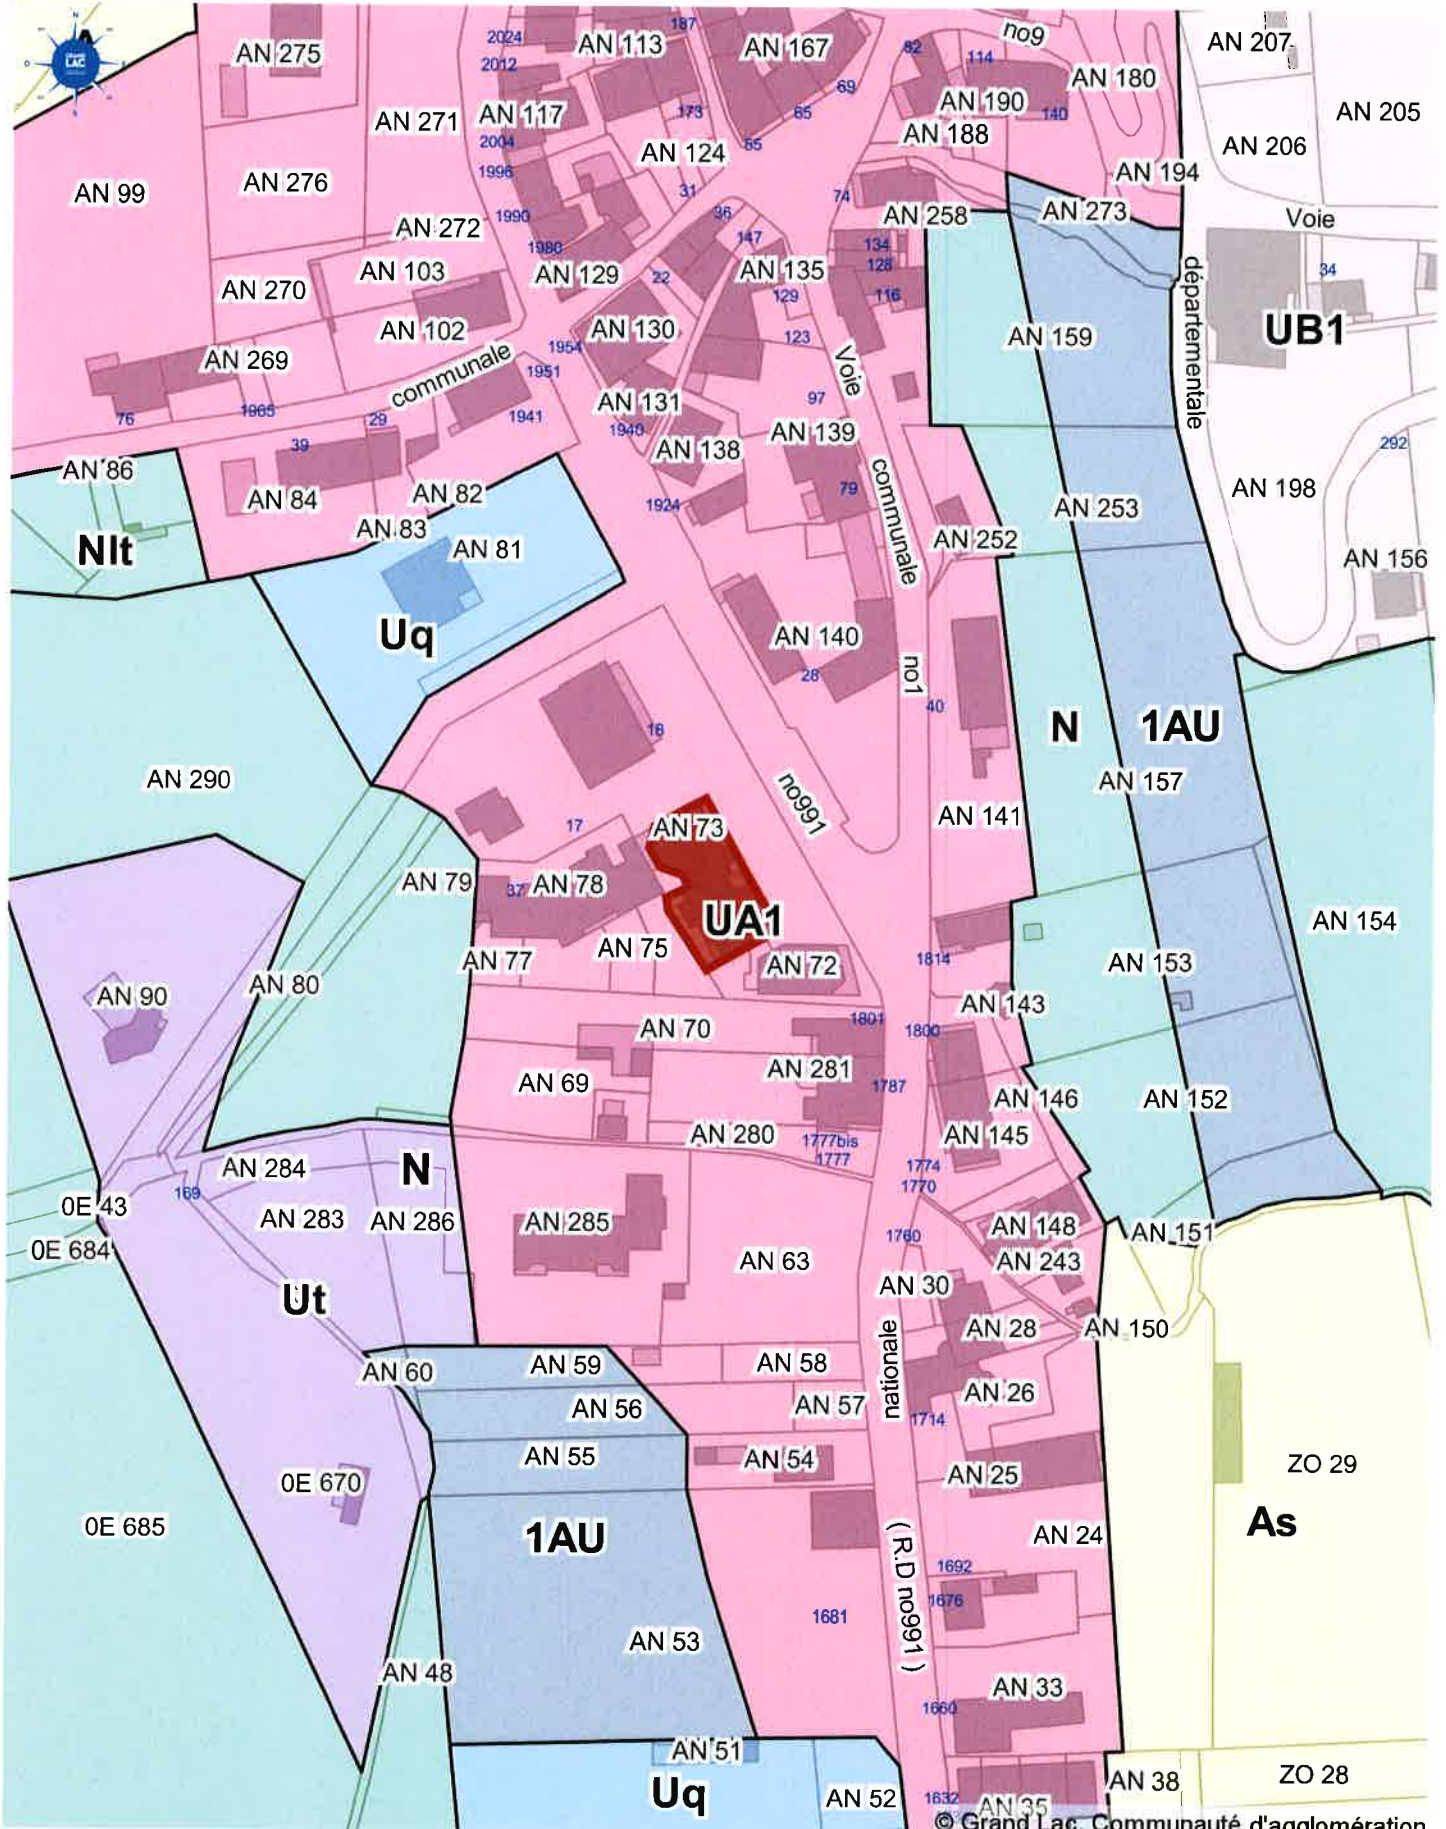 A
GRAND
LAC
AN 275
2024
187
AN 113
AN 167
no9
AN 207
2012
62
114
AN 180
69
AN 271
AN 117
173
65
AN 190
140
AN 205
2004
85
AN 188
AN 124
AN 206
1996
AN 99
AN 276
31
74
AN 194
1990
36
AN 258
AN 273
Voie
AN 272
1980
147
134
AN 103
AN 129
22
AN 135
128
départementale
34
AN 270
129
116
AN 102
AN 130
123
AN 159
UB1
AN 269
communale
1954
1951
Voie
76
1965
29
1941
AN 131
97
39
1940
AN 138
AN 139
292
AN 86
AN 84
AN 82
1924
79
communale
AN 253
AN 198
AN 83
AN 81
AN 252
Nlt
AN 156
Uq
AN 140
28
no1
40
N
1AU
16
AN 290
AN 157
no991
17
AN 73
AN 141
AN 79
37
AN 78
UA1
AN 154
AN 77
AN 75
AN 72
1814
AN 153
AN 90
AN 80
AN 143
AN 70
1801
1800
AN 69
AN 281
1787
AN 146
AN 152
AN 280
1777bis
1777
AN 145
AN 284
N
1774
169
1770
0E 43
AN 283
AN 286
AN 285
1760
AN 148
AN 151
0E 684
AN 63
AN 243
Ut
AN 30
AN 28
AN 150
AN 60
AN 59
AN 58
nationale
AN 26
AN 56
AN 57
1714
AN 55
AN 54
AN 25
ZO 29
0E 670
0E 685
1AU
( R.D no991 )
AN 24
As
1692
1676
1681
AN 53
AN 48
AN 33
1660
AN 51
Uq
AN 52
1632
AN 35
AN 38
ZO 28
© Grand Lac, Communauté d'agglomération